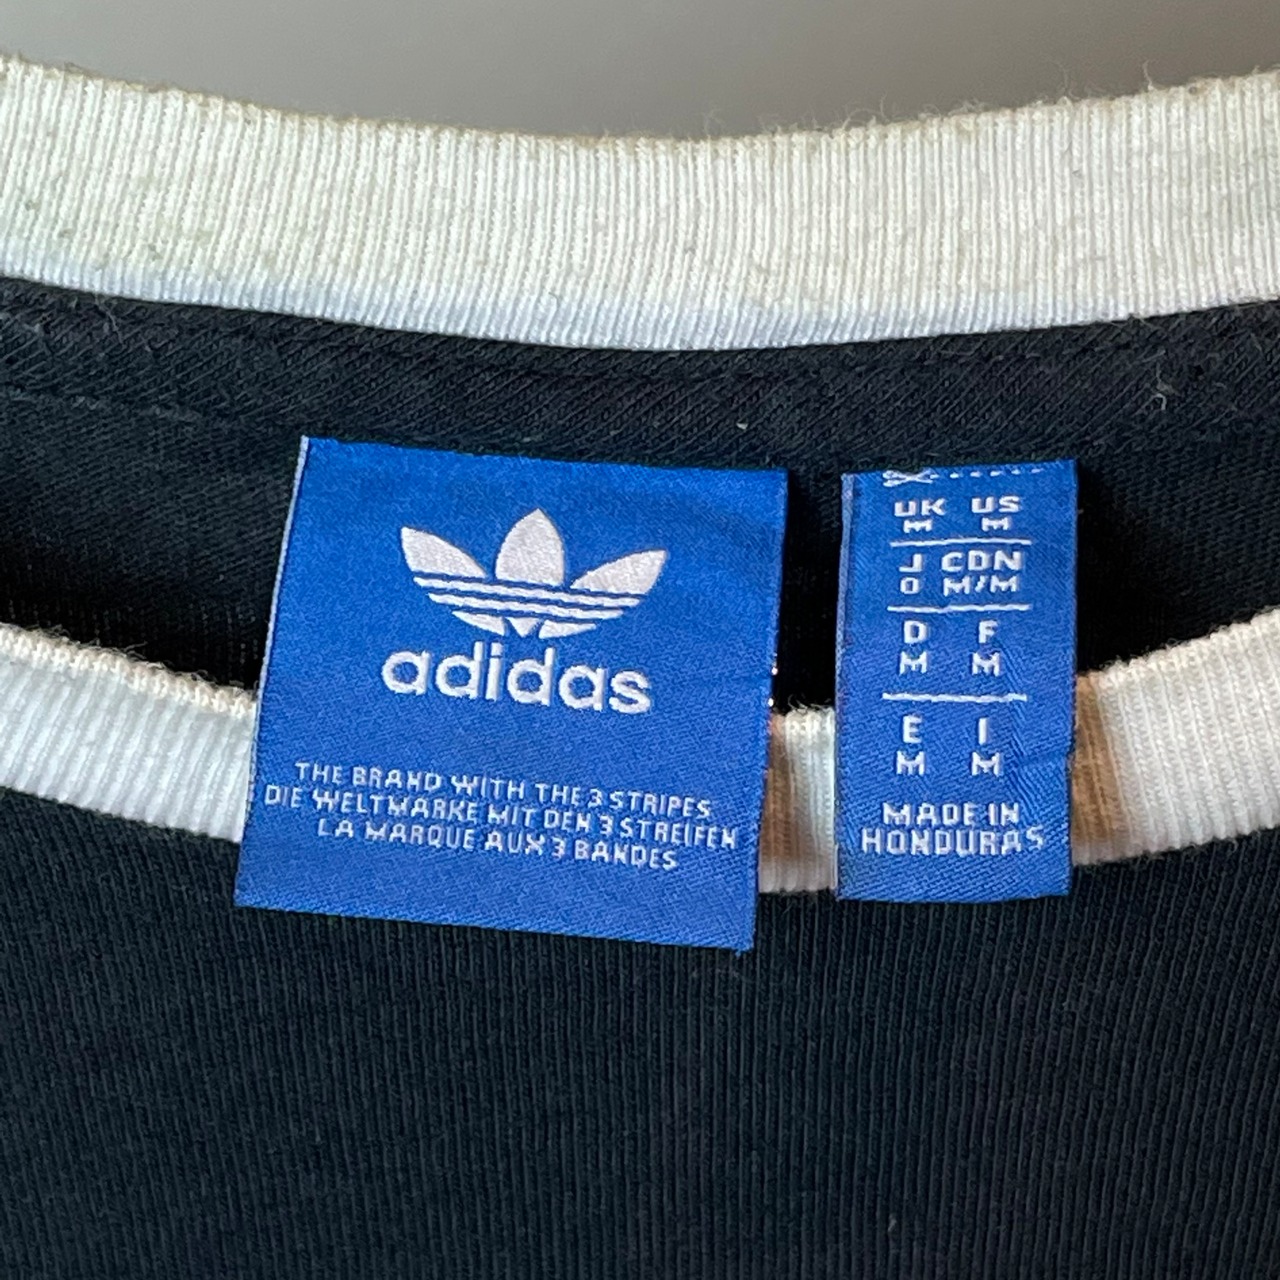 adidas
THE BRAND WITH THE 3 STRIPES
DIE WELTMARKE MIT DEN 3 STREIFEN
LA MARQUE AUX 3 BANDES
UK US
M M
J CDN
O M/M
D F
M M
E I
M M
MADE IN
HONDURAS